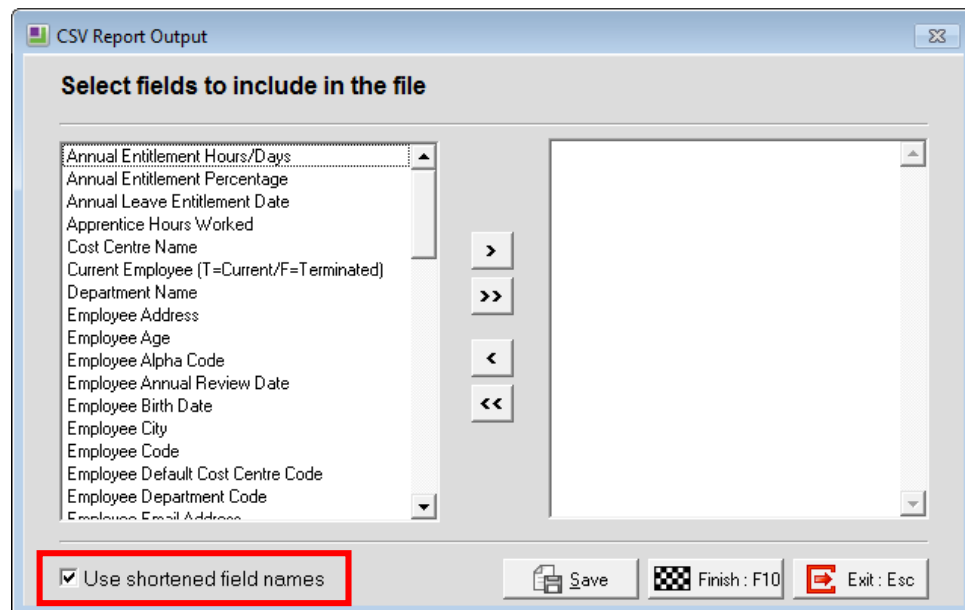 CSV Report Output
Select fields to include in the file
Annual Entitlement Hours/Days
Annual Entitlement Percentage
Annual Leave Entitlement Date
Apprentice Hours Worked
Cost Centre Name
Current Employee (T=Current/F=Terminated)
Department Name
Employee Address
Employee Age
Employee Alpha Code
Employee Annual Review Date
Employee Birth Date
Employee City
Employee Code
Employee Default Cost Centre Code
Employee Department Code
Employee Email Address
>
>>
<
<<
Use shortened field names
Save
Finish : F10
Exit : Esc